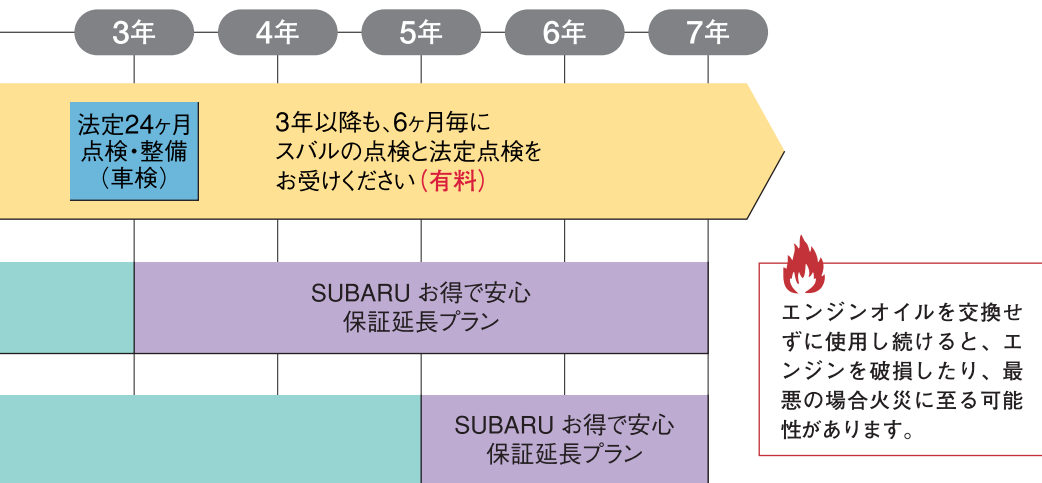 3年 4年 5年 6年 7年
法定24ヶ月
点検・整備
（車検）
3年以降も、6ヶ月毎に
スバルの点検と法定点検を
お受けください（有料）
SUBARU お得で安心
保証延長プラン
エンジンオイルを交換せ
ずに使用し続けると、エ
ンジンを破損したり、最
悪の場合火災に至る可能
性があります。
SUBARU お得で安心
保証延長プラン